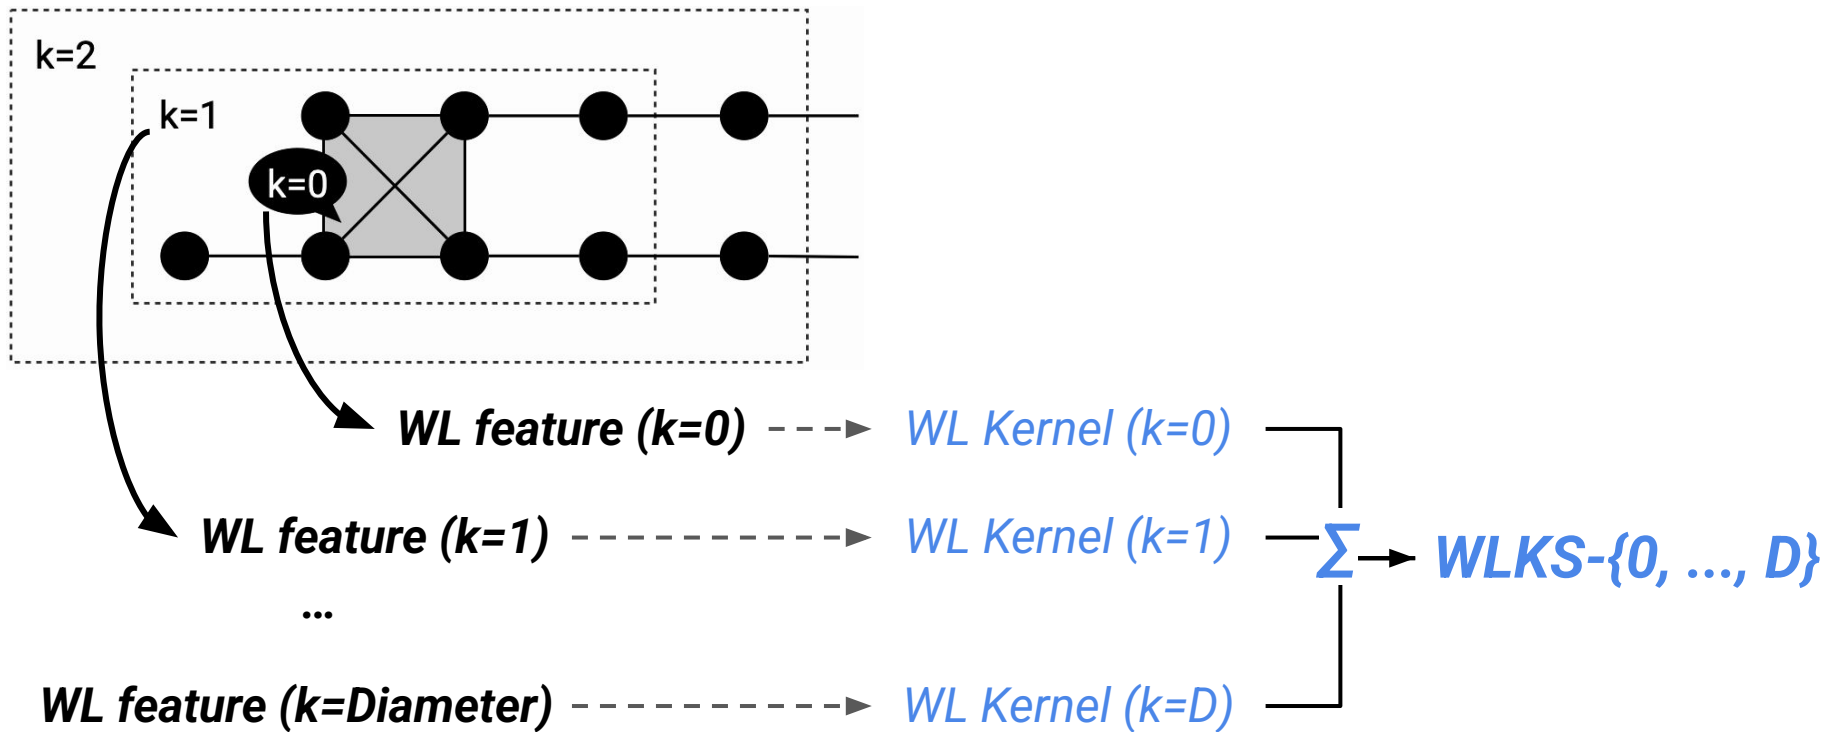 k=2
k=1
k=0
WL feature (k=0) WL Kernel (k=0)
WL feature (k=1) WL Kernel (k=1)
∑ WLKS-{0, ..., D}
...
WL feature (k=Diameter) WL Kernel (k=D)